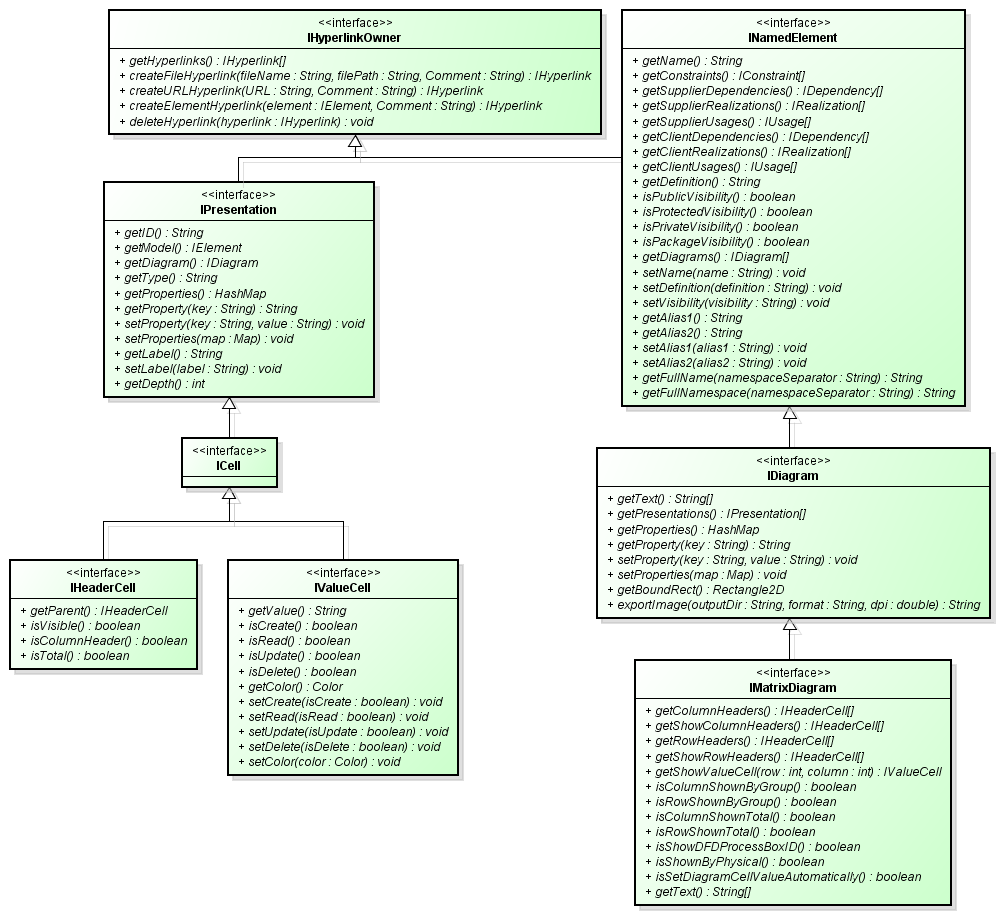 <<interface>>
IHyperlinkOwner
+ getHyperlinks() : IHyperlink[]
+ createFileHyperlink(fileName : String, filePath : String, Comment : String) : IHyperlink
+ createURLHyperlink(URL : String, Comment : String) : IHyperlink
+ createElementHyperlink(element : IElement, Comment : String) : IHyperlink
+ deleteHyperlink(hyperlink : IHyperlink) : void
<<interface>>
INamedElement
+ getName() : String
+ getConstraints() : IConstraint[]
+ getSupplierDependencies() : IDependency[]
+ getSupplierRealizations() : IRealization[]
+ getSupplierUsages() : IUsage[]
+ getClientDependencies() : IDependency[]
+ getClientRealizations() : IRealization[]
+ getClientUsages() : IUsage[]
+ getDefinition() : String
+ isPublicVisibility() : boolean
+ isProtectedVisibility() : boolean
+ isPrivateVisibility() : boolean
+ isPackageVisibility() : boolean
+ getDiagrams() : IDiagram[]
+ setName(name : String) : void
+ setDefinition(definition : String) : void
+ setVisibility(visibility : String) : void
+ getAlias1() : String
+ getAlias2() : String
+ setAlias1(alias1 : String) : void
+ setAlias2(alias2 : String) : void
+ getFullName(namespaceSeparator : String) : String
+ getFullNamespace(namespaceSeparator : String) : String
<<interface>>
IPresentation
+ getID() : String
+ getModel() : IElement
+ getDiagram() : IDiagram
+ getType() : String
+ getProperties() : HashMap
+ getProperty(key : String) : String
+ setProperty(key : String, value : String) : void
+ setProperties(map : Map) : void
+ getLabel() : String
+ setLabel(label : String) : void
+ getDepth() : int
<<interface>>
ICell
<<interface>>
IDiagram
+ getText() : String[]
+ getPresentations() : IPresentation[]
+ getProperties() : HashMap
+ getProperty(key : String) : String
+ setProperty(key : String, value : String) : void
+ setProperties(map : Map) : void
+ getBoundRect() : Rectangle2D
+ exportImage(outputDir : String, format : String, dpi : double) : String
<<interface>>
IHeaderCell
+ getParent() : IHeaderCell
+ isVisible() : boolean
+ isColumnHeader() : boolean
+ isTotal() : boolean
<<interface>>
IValueCell
+ getValue() : String
+ isCreate() : boolean
+ isRead() : boolean
+ isUpdate() : boolean
+ isDelete() : boolean
+ getColor() : Color
+ setCreate(isCreate : boolean) : void
+ setRead(isRead : boolean) : void
+ setUpdate(isUpdate : boolean) : void
+ setDelete(isDelete : boolean) : void
+ setColor(color : Color) : void
<<interface>>
IMatrixDiagram
+ getColumnHeaders() : IHeaderCell[]
+ getShowColumnHeaders() : IHeaderCell[]
+ getRowHeaders() : IHeaderCell[]
+ getShowRowHeaders() : IHeaderCell[]
+ getShowValueCell(row : int, column : int) : IValueCell
+ isColumnShownByGroup() : boolean
+ isRowShownByGroup() : boolean
+ isColumnShownTotal() : boolean
+ isRowShownTotal() : boolean
+ isShowDFDProcessBoxID() : boolean
+ isShownByPhysical() : boolean
+ isSetDiagramCellValueAutomatically() : boolean
+ getText() : String[]